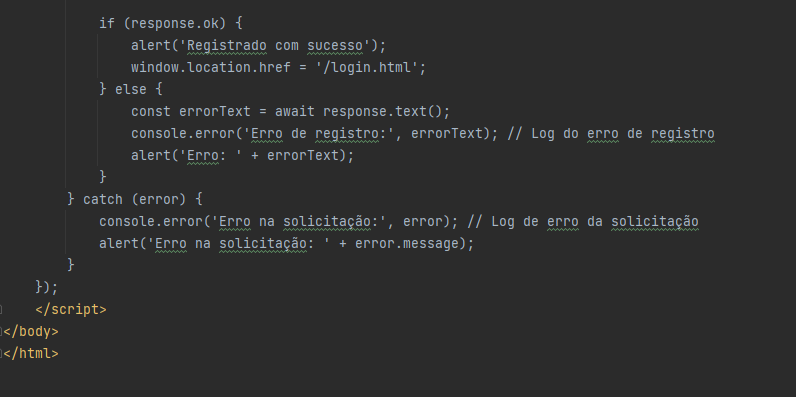 if (response.ok) {
alert('Registrado com sucesso');
window.location.href = '/login.html';
} else {
const errorText = await response.text();
console.error('Erro de registro:', errorText); // Log do erro de registro
alert('Erro: ' + errorText);
}
} catch (error) {
console.error('Erro na solicitação:', error); // Log de erro da solicitação
alert('Erro na solicitação: ' + error.message);
}
});
</script>
</body>
</html>